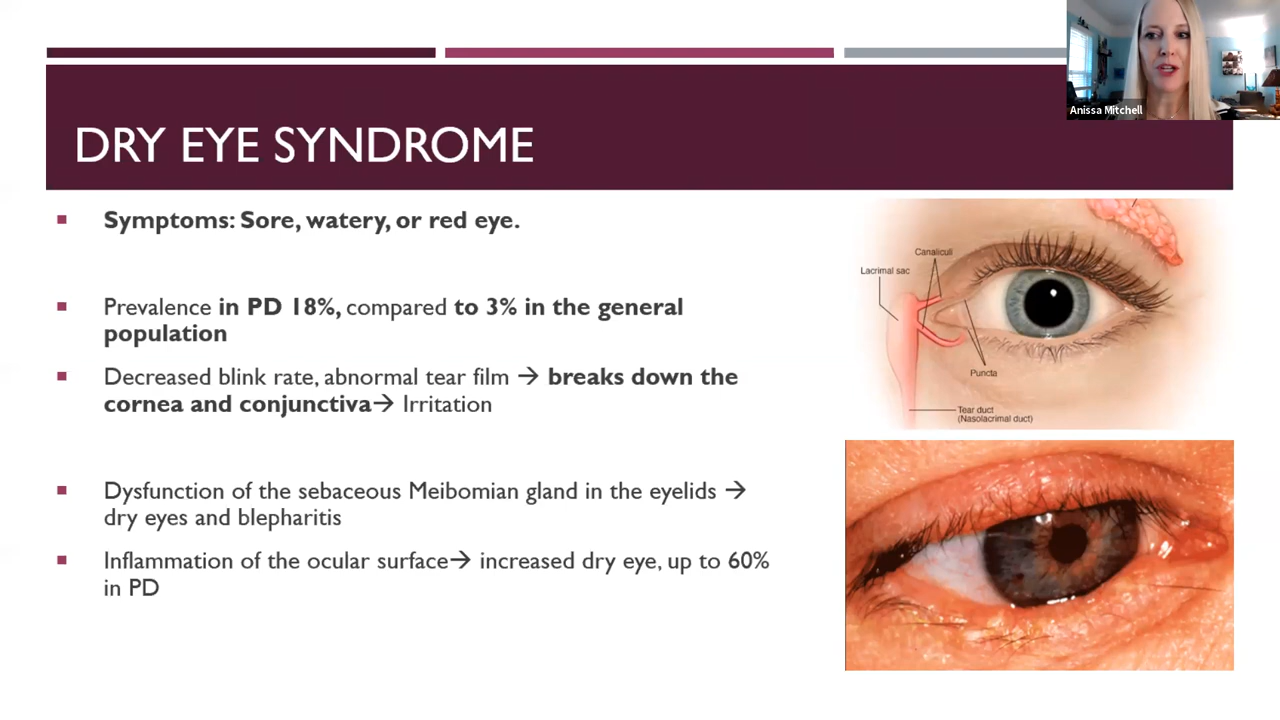 Anissa Mitchell
DRY EYE SYNDROME
Symptoms: Sore, watery, or red eye.
Prevalence in PD 18%, compared to 3% in the general
population
Decreased blink rate, abnormal tear film → breaks down the
cornea and conjunctiva→ Irritation
Dysfunction of the sebaceous Meibomian gland in the eyelids →
dry eyes and blepharitis
Inflammation of the ocular surface→ increased dry eye, up to 60%
in PD
Canaliculi
Lacrimal sac
Puncta
Tear duct
(Nasolacrimal duct)